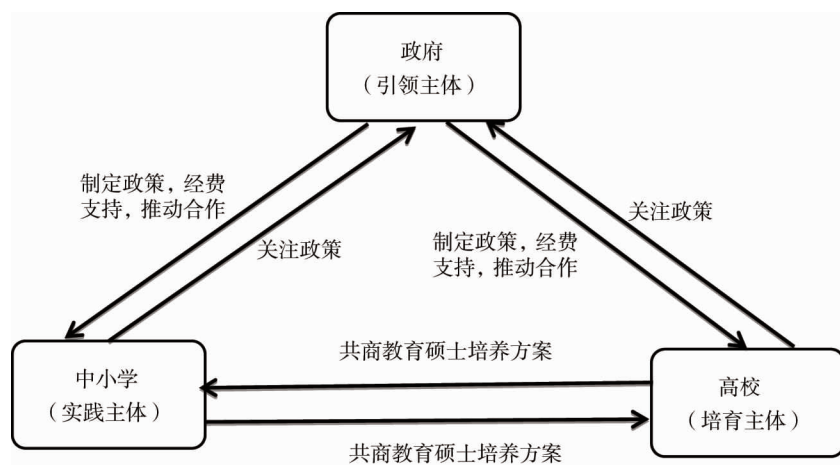 政府
（引领主体）
制定政策，经费
支持，推动合作
关注政策
关注政策
制定政策，经费
支持，推动合作
中小学
（实践主体）
共商教育硕士培养方案
高校
（培育主体）
共商教育硕士培养方案